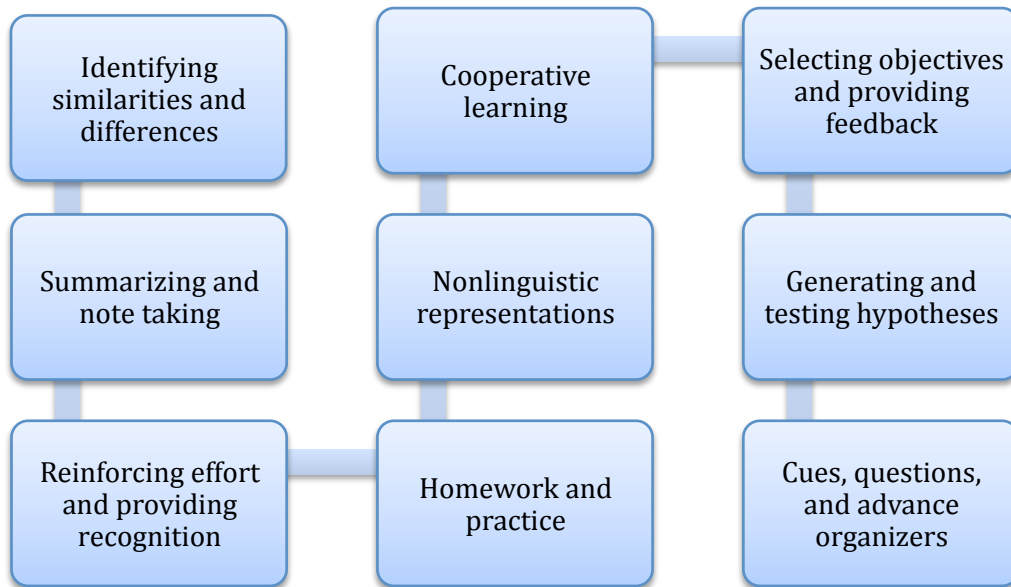 Identifying
similarities and
differences
Summarizing and
note taking
Reinforcing effort
and providing
recognition
Homework and
practice
Nonlinguistic
representations
Cooperative
learning
Selecting objectives
and providing
feedback
Generating and
testing hypotheses
Cues, questions,
and advance
organizers